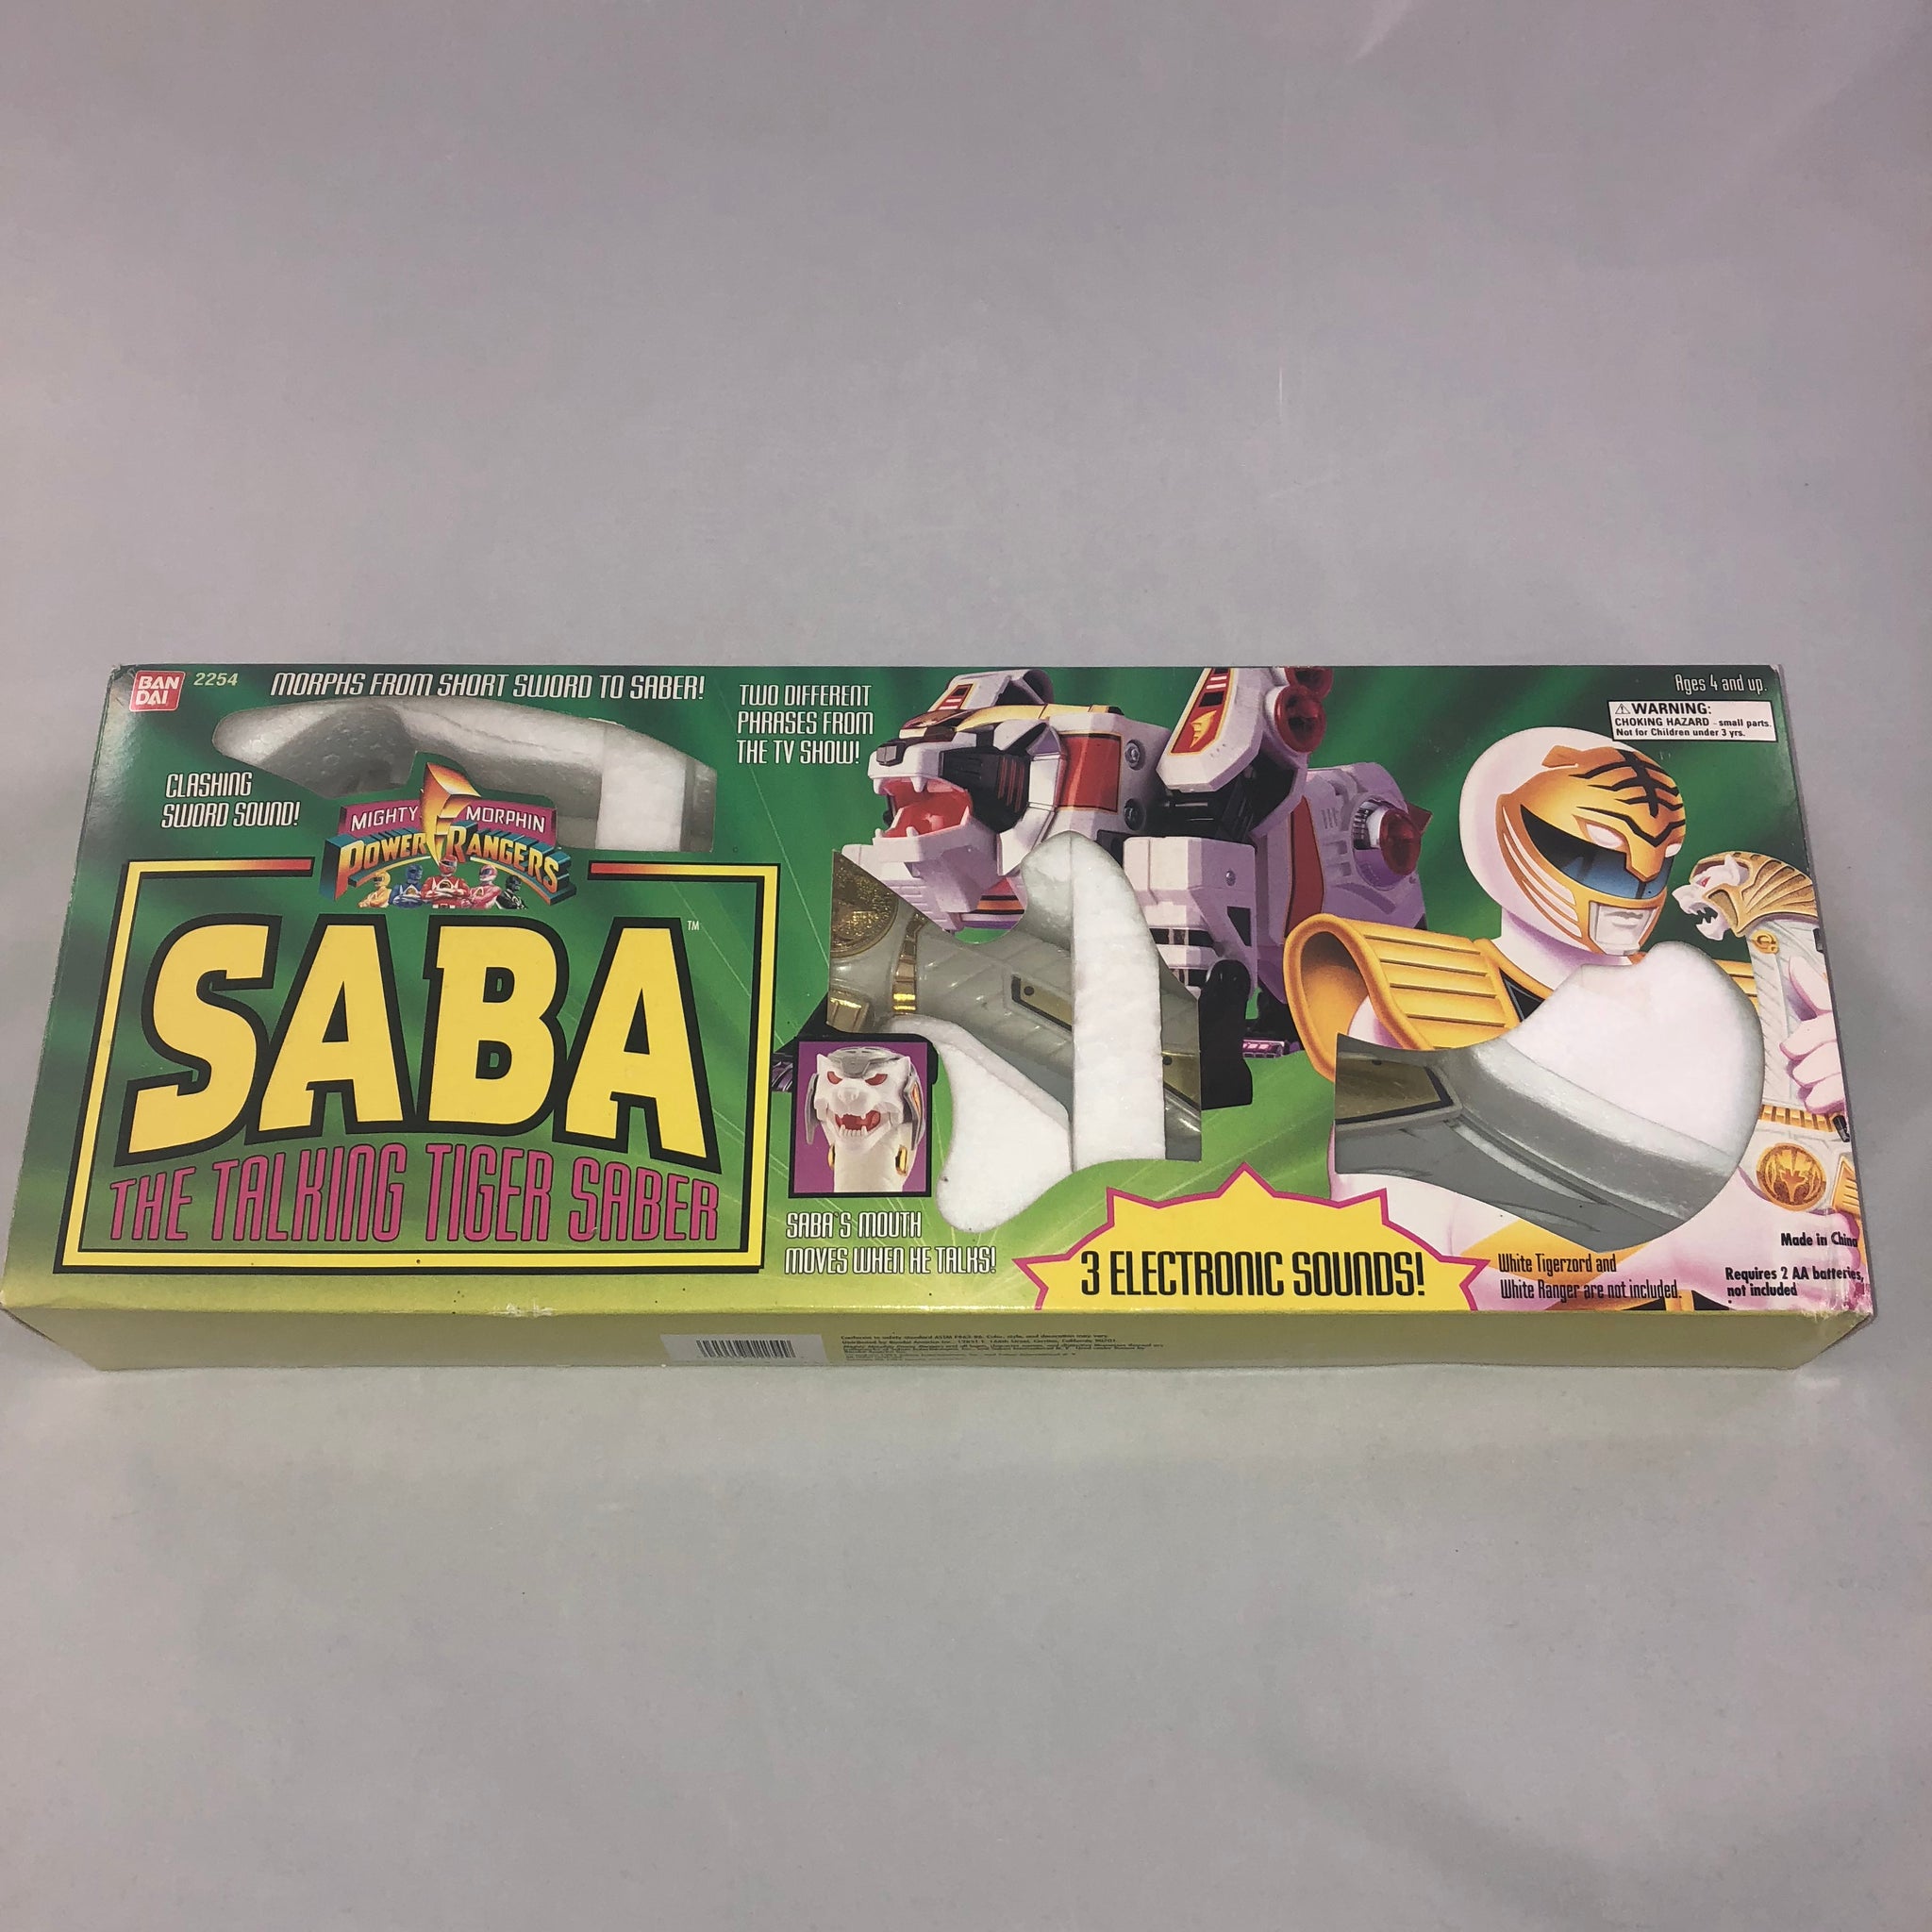 BAN
DAI
2254
MORPHS FROM SHORT SWORD TO SABER!
TWO DIFFERENT
PHRASES FROM
THE TV SHOW!
Ages 4 and up.
⚠WARNING:
CHOKING HAZARD - small parts.
Not for Children under 3 yrs.
CLASHING
SWORD SOUND!
MIGHTY MORPHIN
POWER RANGERS
SABA™
THE TALKING TIGER SABER
SABA'S MOUTH
MOVES WHEN HE TALKS!
3 ELECTRONIC SOUNDS!
White Tigerzord and
White Ranger are not included.
Made in China
Requires 2 AA batteries,
not included